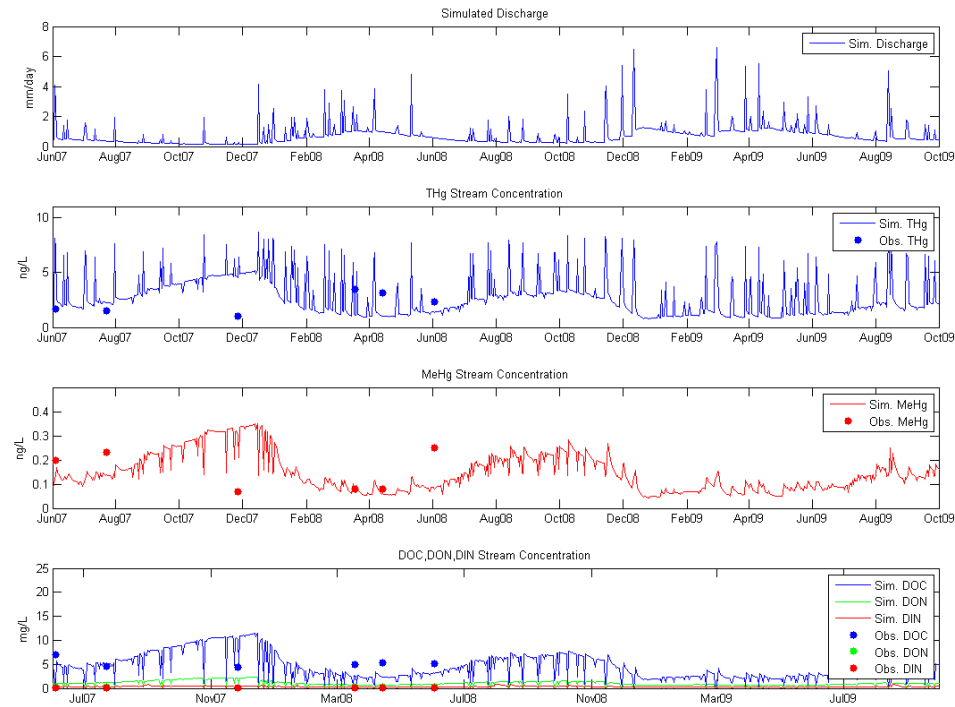 Simulated Discharge
8
6
4
2
0
mm/day
Sim. Discharge
Jun07 Aug07 Oct07 Dec07 Feb08 Apr08 Jun08 Aug08 Oct08 Dec08 Feb09 Apr09 Jun09 Aug09 Oct09
THg Stream Concentration
10
5
0
ng/L
Sim. THg
Obs. THg
Jun07 Aug07 Oct07 Dec07 Feb08 Apr08 Jun08 Aug08 Oct08 Dec08 Feb09 Apr09 Jun09 Aug09 Oct09
MeHg Stream Concentration
0.4
0.3
0.2
0.1
0
ng/L
Sim. MeHg
Obs. MeHg
Jun07 Aug07 Oct07 Dec07 Feb08 Apr08 Jun08 Aug08 Oct08 Dec08 Feb09 Apr09 Jun09 Aug09 Oct09
DOC,DON,DIN Stream Concentration
25
20
15
10
5
0
mg/L
Sim. DOC
Sim. DON
Sim. DIN
Obs. DOC
Obs. DON
Obs. DIN
Jul07 Nov07 Mar08 Jul08 Nov08 Mar09 Jul09